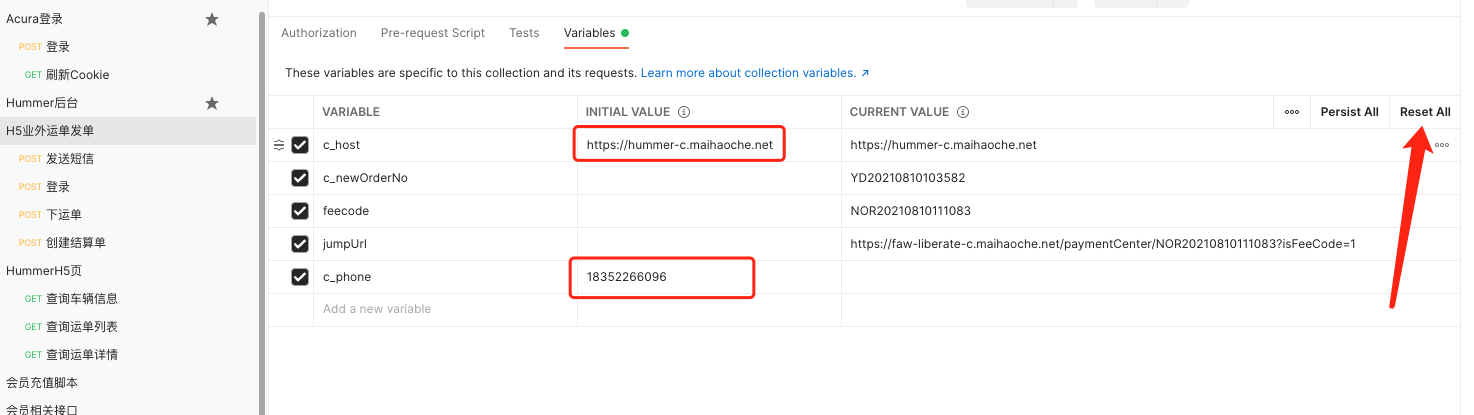 Acura登录
POST 登录
GET 刷新Cookie
Hummer后台
H5业外运单发单
POST 发送短信
POST 登录
POST 下运单
POST 创建结算单
HummerH5页
GET 查询车辆信息
GET 查询运单列表
GET 查询运单详情
会员充值脚本
会员相关接口
Authorization Pre-request Script Tests Variables
These variables are specific to this collection and its requests. Learn more about collection variables. ↗
VARIABLE INITIAL VALUE CURRENT VALUE Persist All Reset All
c_host https://hummer-c.maihaoche.net https://hummer-c.maihaoche.net
c_newOrderNo YD20210810103582
feecode NOR20210810111083
jumpUrl https://faw-liberate-c.maihaoche.net/paymentCenter/NOR20210810111083?isFeeCode=1
c_phone 18352266096
Add a new variable